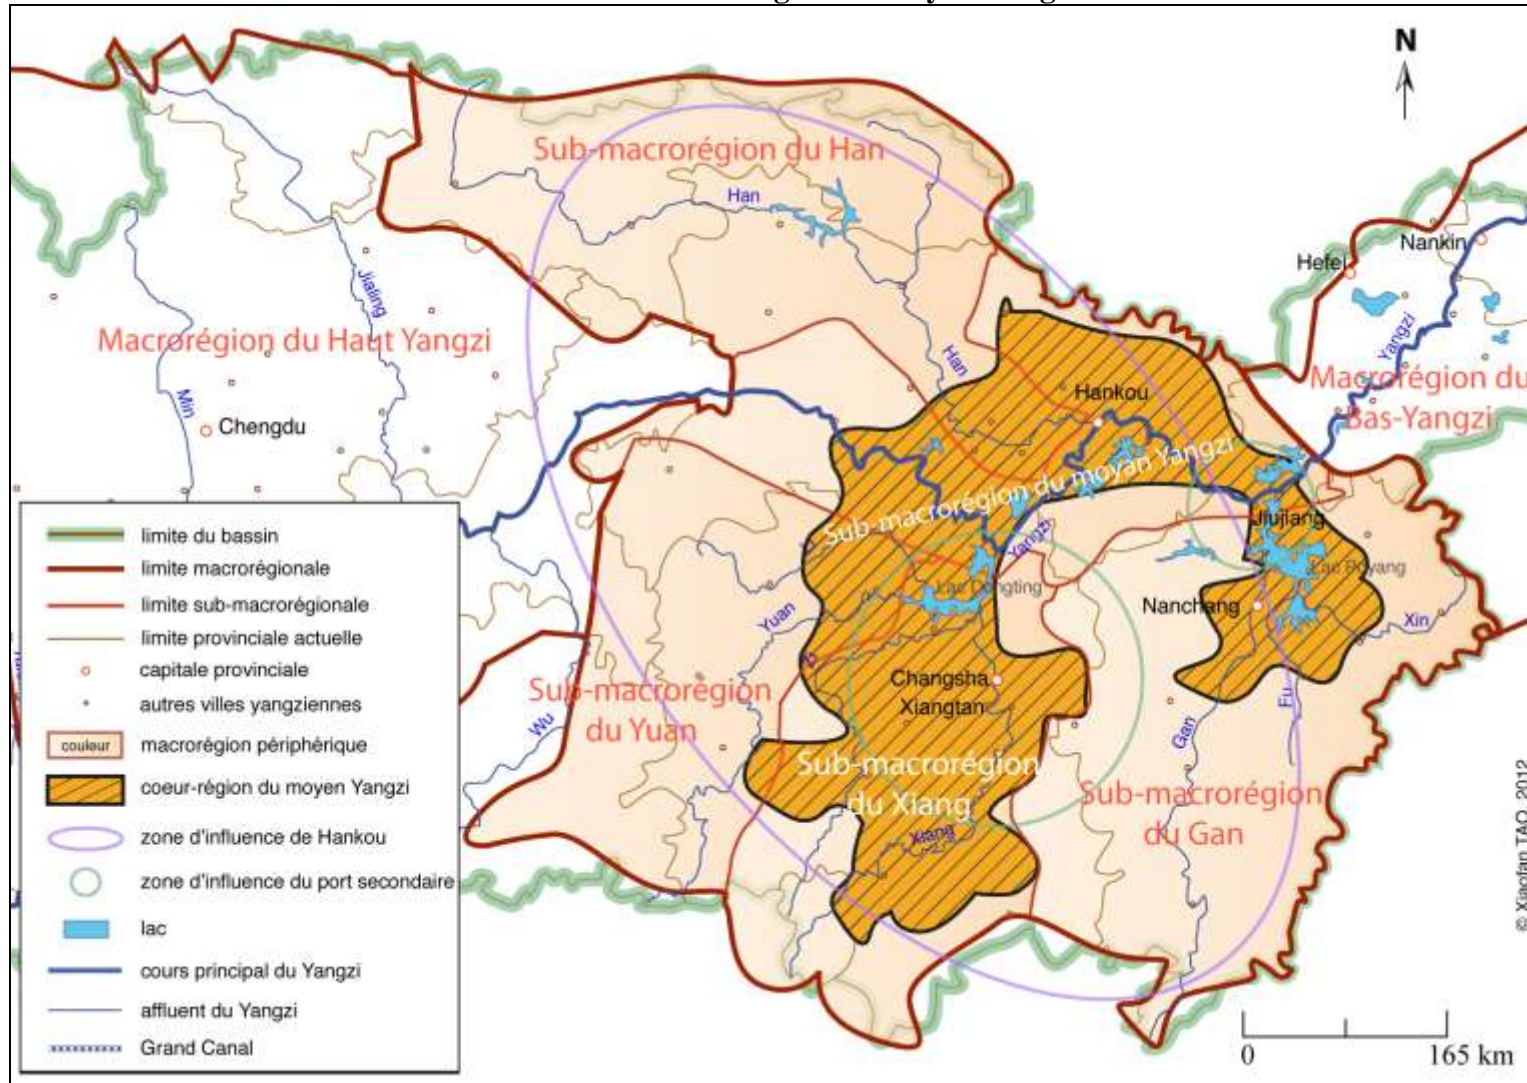 N
Sub-macrorégion du Han
Han
Nankin
Hefei
Jialing
Yangzi
Macrorégion du Haut Yangzi
Han
Macrorégion du
Bas-Yangzi
Min
Hankou
Chengdu
Sub-macrorégion du moyan Yangzi
Jiujiang
Yangzi
Lac Poyang
Lac Dongting
Nanchang
Yuan
Xin
Changsha
Xiangtan
Sub-macrorégion
du Yuan
Fu
Wu
Gan
Sub-macrorégion
du Xiang
Sub-macrorégion
du Gan
Xiang
limite du bassin
limite macrorégionale
limite sub-macrorégionale
limite provinciale actuelle
capitale provinciale
autres villes yangziennes
couleur macrorégion périphérique
coeur-région du moyen Yangzi
zone d'influence de Hankou
zone d'influence du port secondaire
lac
cours principal du Yangzi
affluent du Yangzi
Grand Canal
© Xiaofan TAO, 2012
0 165 km